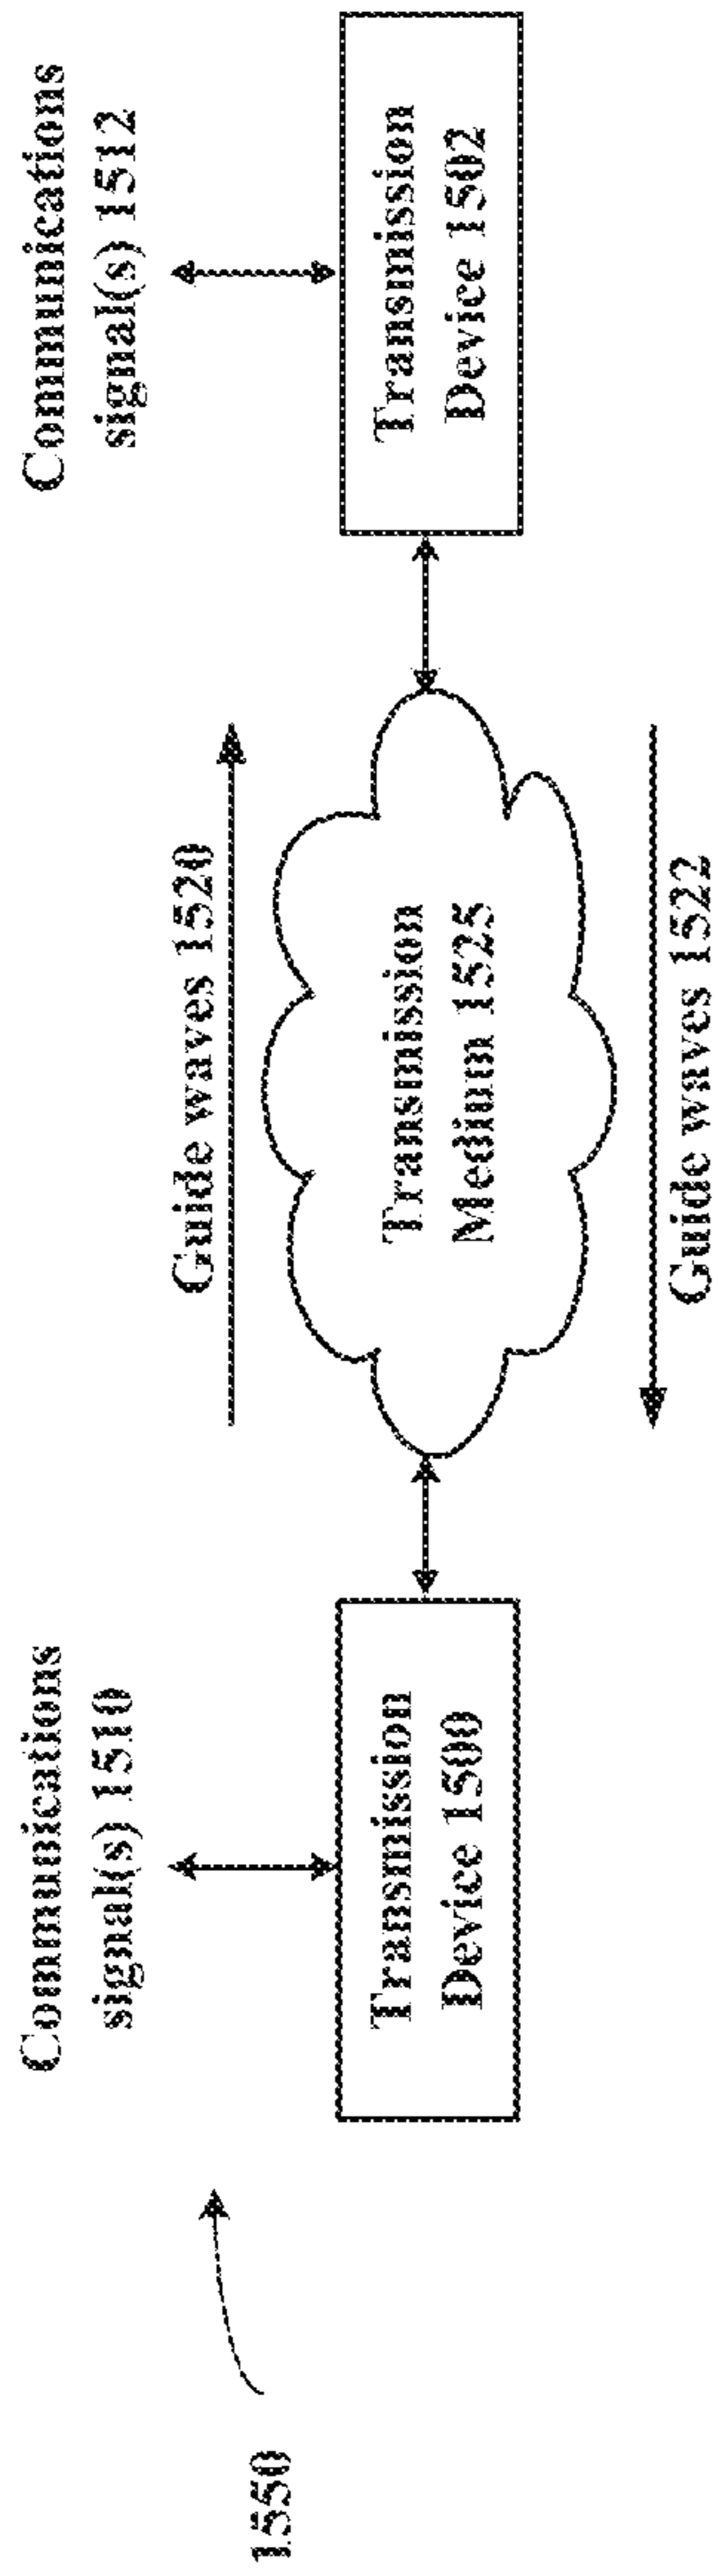 Communications
signal(s) 1510
Communications
signal(s) 1512
Guide waves 1520
Transmission
Device 1500
Transmission
Medium 1525
Transmission
Device 1502
Guide waves 1522
1550